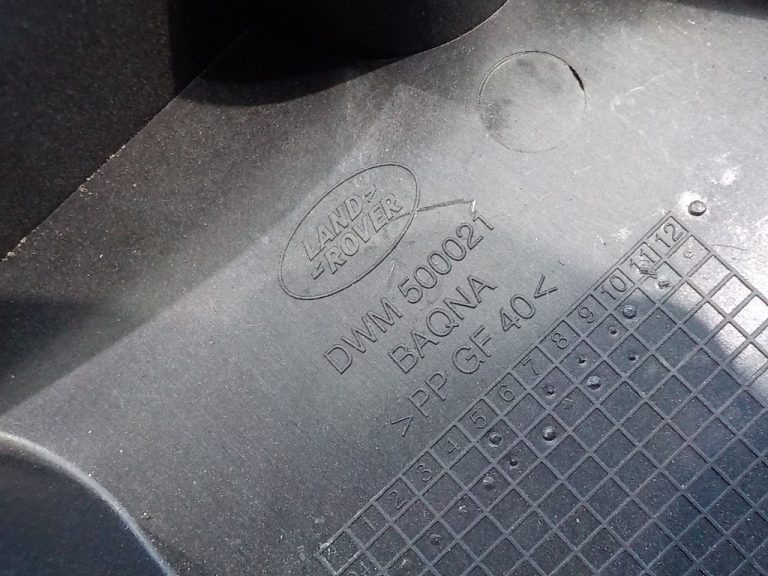 LAND-
-ROVER
DWM 500021
BAQNA
>PP GF 40<
1 2 3 4 5 6 7 8 9 10 11 12